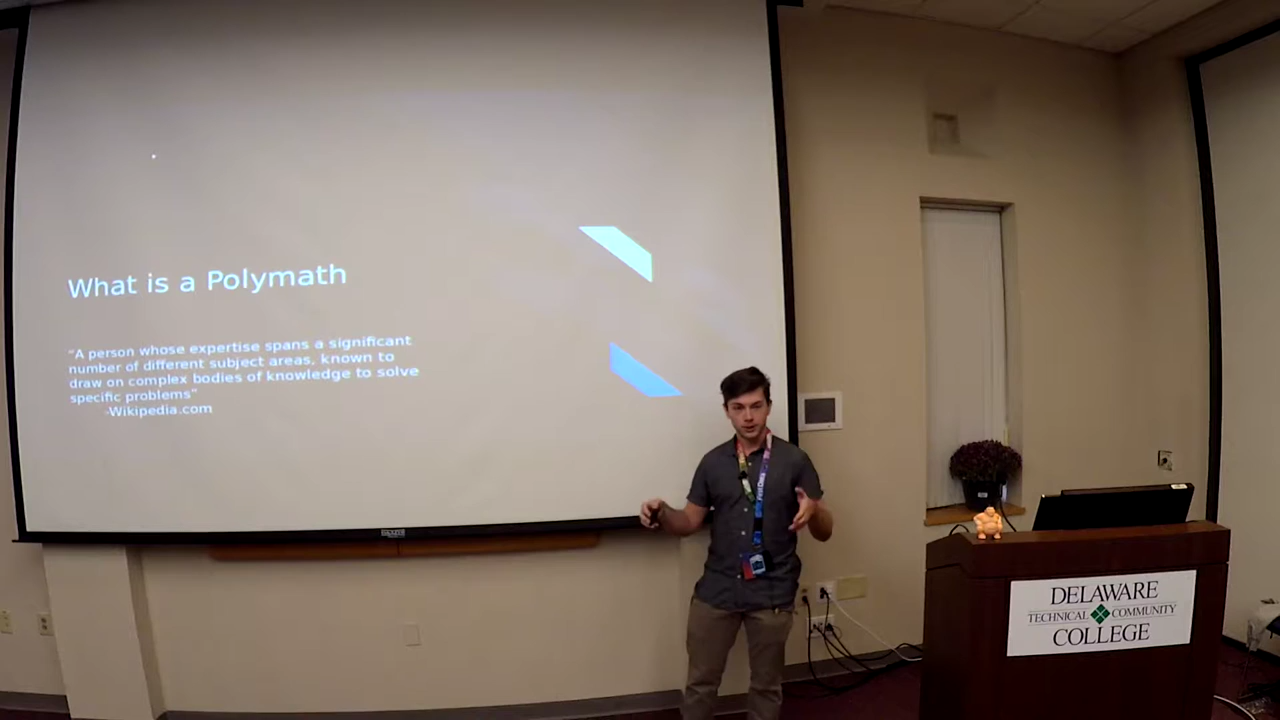 What is a Polymath
“A person whose expertise spans a significant
number of different subject areas, known to
draw on complex bodies of knowledge to solve
specific problems”
-Wikipedia.com
DELAWARE
TECHNICAL COMMUNITY
COLLEGE